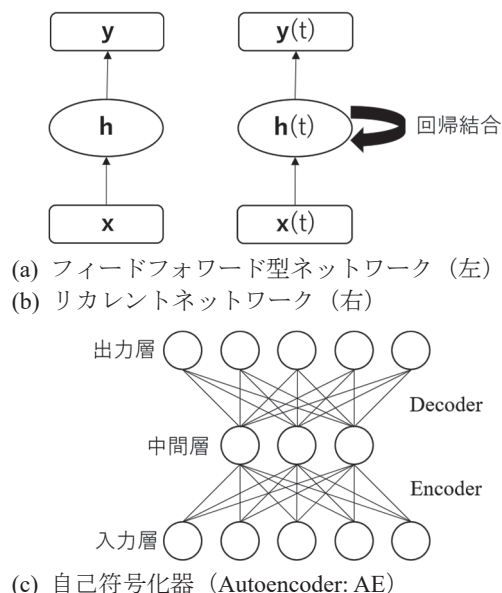 y
y(t)
h
h(t)
回帰結合
x
x(t)
(a) フィードフォワード型ネットワーク（左）
(b) リカレントネットワーク（右）
出力層
Decoder
中間層
Encoder
入力層
(c) 自己符号化器（Autoencoder: AE）